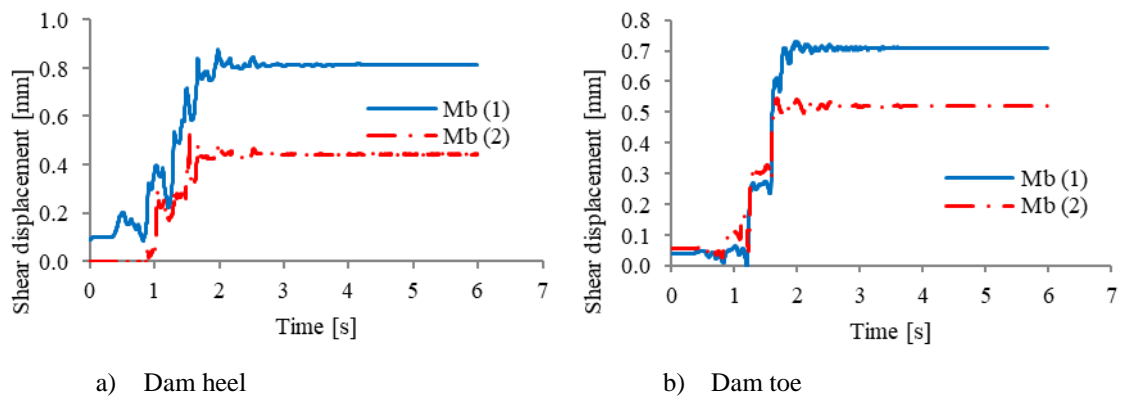 Shear displacement [mm]
1.0
0.8
0.6
0.4
0.2
0.0
0 1 2 3 4 5 6 7
Time [s]
Mb (1)
Mb (2)
a) Dam heel
Shear displacement [mm]
0.8
0.7
0.6
0.5
0.4
0.3
0.2
0.1
0.0
0 1 2 3 4 5 6 7
Time [s]
Mb (1)
Mb (2)
b) Dam toe